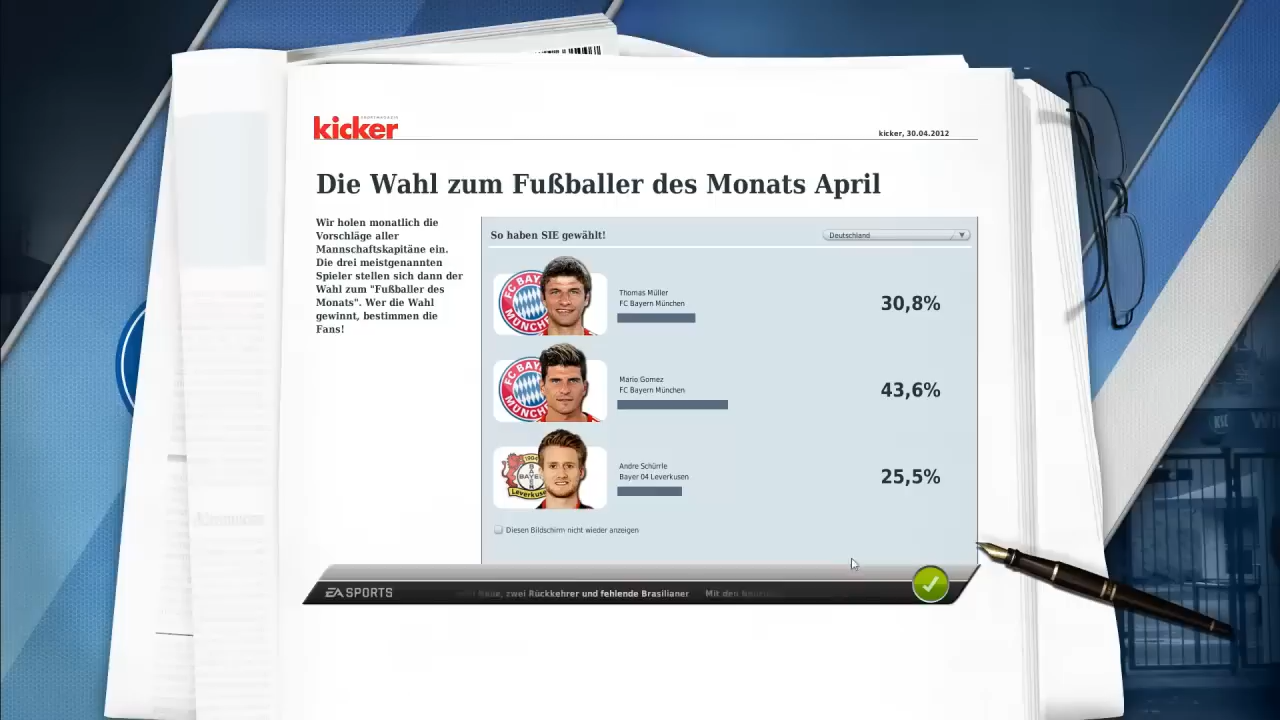 kicker
kicker, 30.04.2012
Die Wahl zum Fußballer des Monats April
Wir holen monatlich die
Vorschläge aller
Mannschaftskapitäne ein.
Die drei meistgenannten
Spieler stellen sich dann der
Wahl zum "Fußballer des
Monats". Wer die Wahl
gewinnt, bestimmen die
Fans!
So haben SIE gewählt!
Deutschland
Thomas Müller
FC Bayern München
30,8%
Mario Gomez
FC Bayern München
43,6%
Andre Schürrle
Bayer 04 Leverkusen
25,5%
Diesen Bildschirm nicht wieder anzeigen
EA SPORTS
Neue, zwei Rückkehrer und fehlende Brasilianer
Mit den
KSC